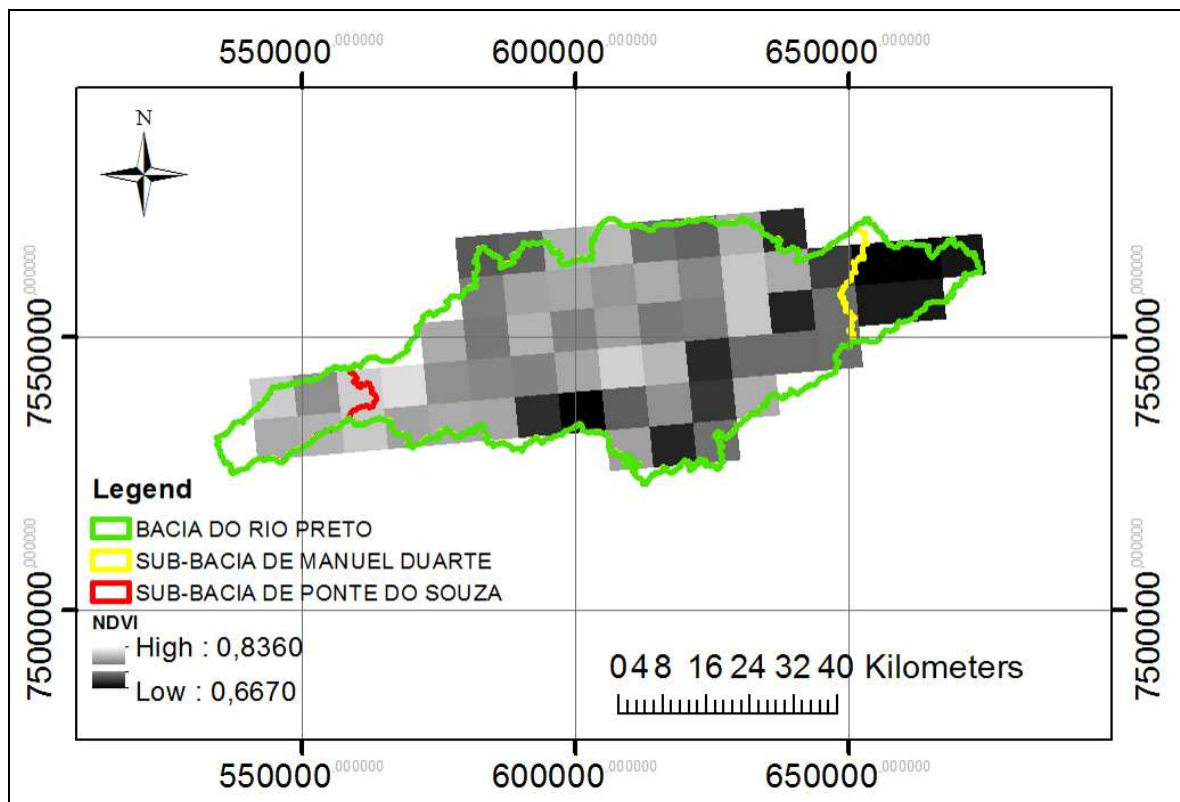 550000,000000 600000,000000 650000,000000
N
7550000,000000 7550000,000000
Legend
BACIA DO RIO PRETO
SUB-BACIA DE MANUEL DUARTE
SUB-BACIA DE PONTE DO SOUZA
NDVI
High : 0,8360
Low : 0,6670
0 4 8 16 24 32 40 Kilometers
7500000,000000 7500000,000000
550000,000000 600000,000000 650000,000000